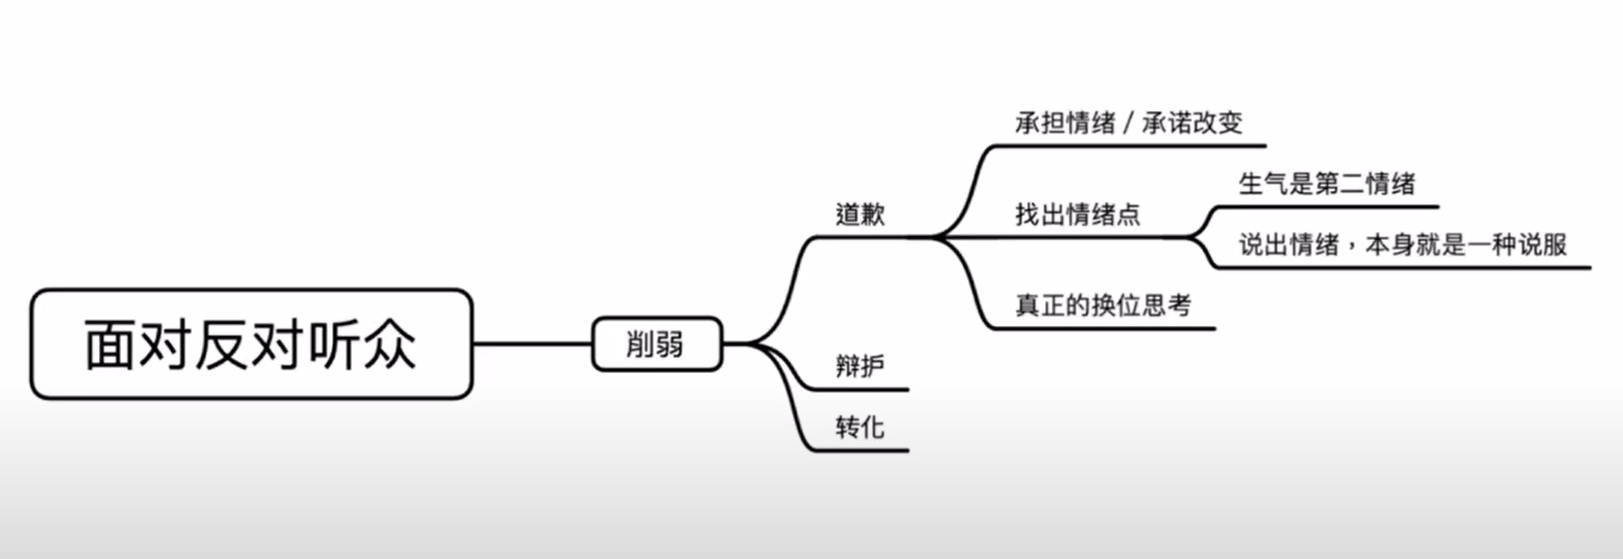 面对反对听众
削弱
道歉
承担情绪 / 承诺改变
找出情绪点
生气是第二情绪
说出情绪，本身就是一种说服
真正的换位思考
辩护
转化